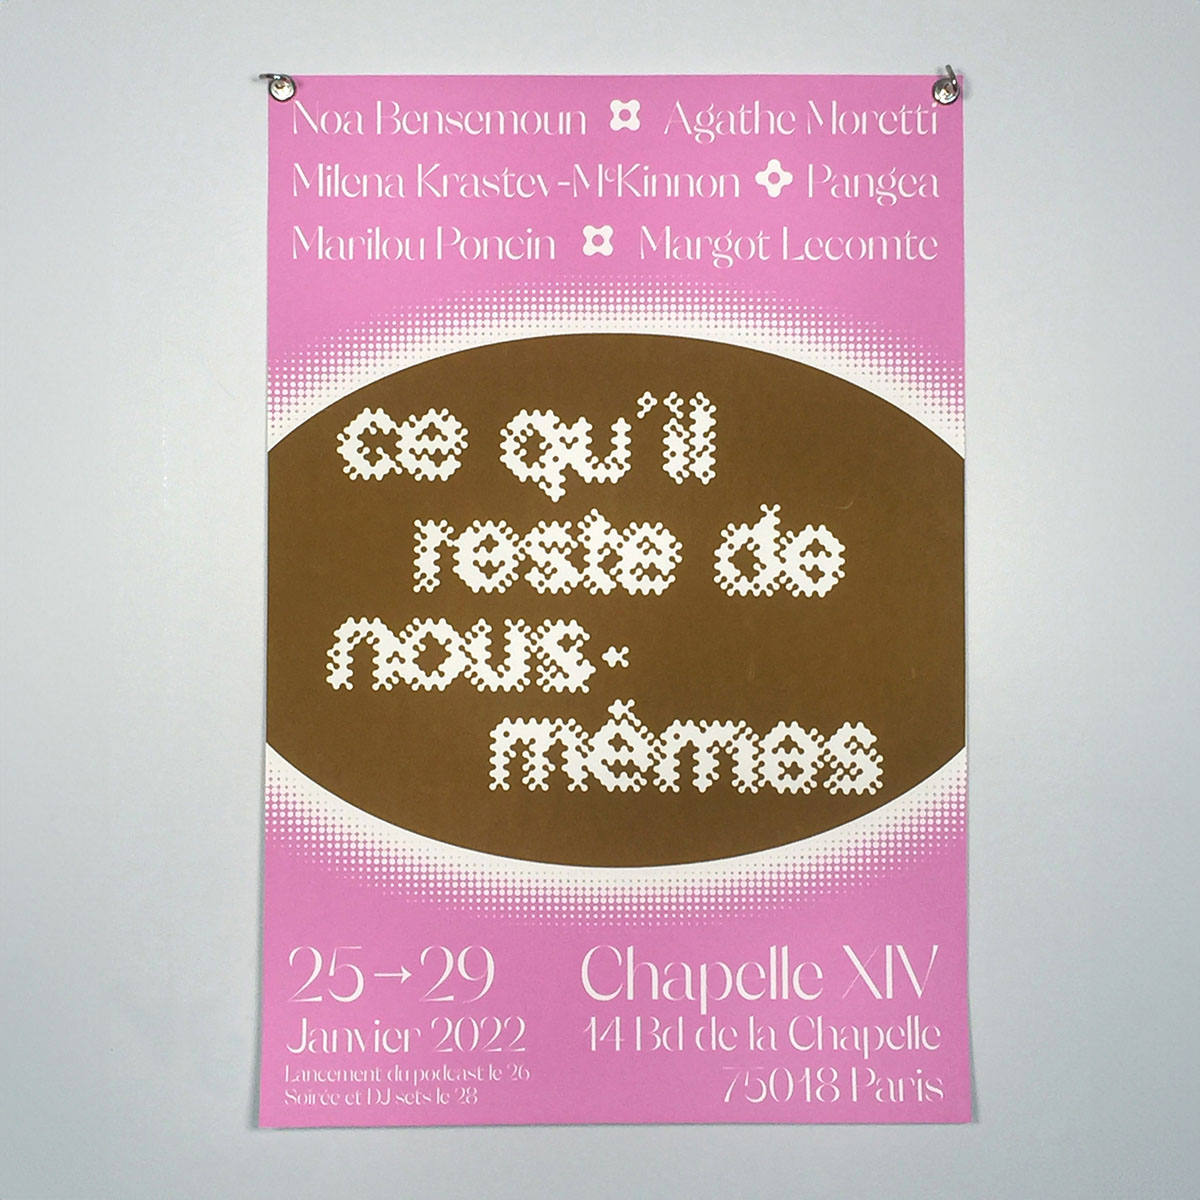 Noa Bensemoun Agathe Moretti
Milena Krastev-McKinnon Pangea
Marilou Poncin Margot Lecomte
ce qu'il
reste de
nous·
mêmes
25→29
Janvier 2022
Lancement du podcast le 26
Soirée et DJ sets le 28
Chapelle XIV
14 Bd de la Chapelle
75018 Paris